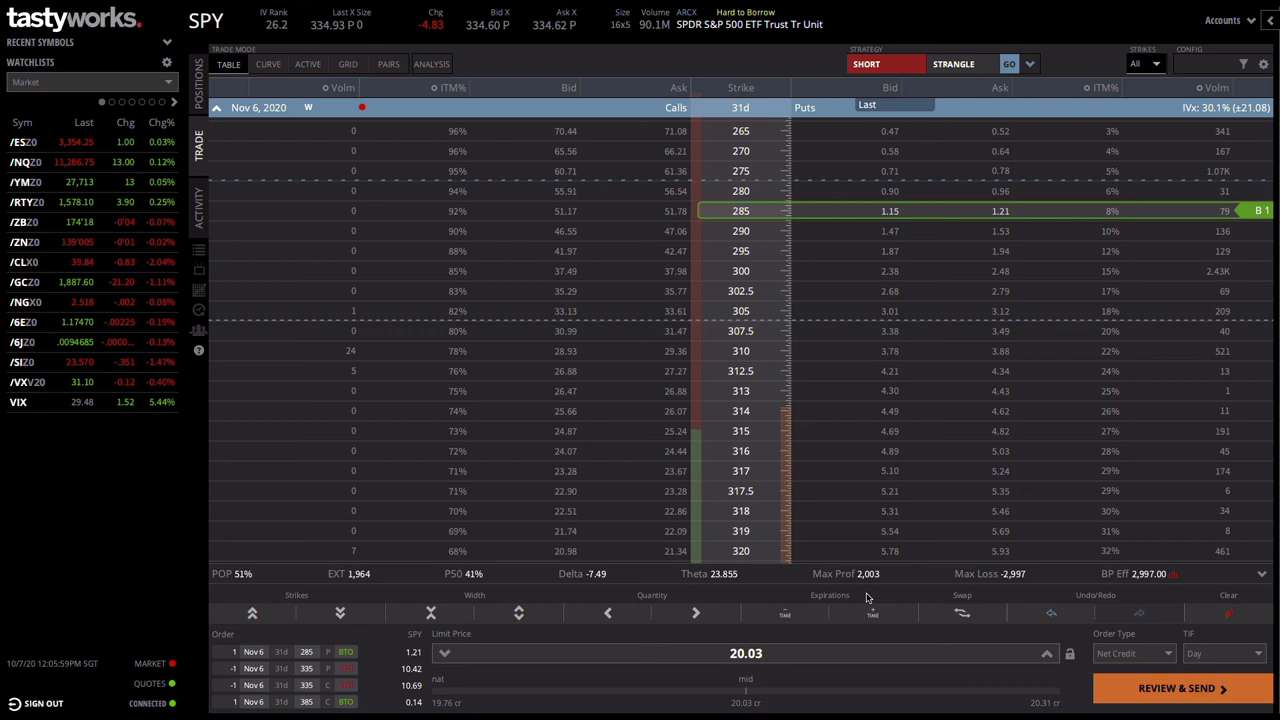 tastyworks.
SPY
IV Rank
26.2
Last X Size
334.93 P 0
Chg
-4.83
Bid X
334.60 P
Ask X
334.62 P
Size
16x5
Volume
90.1M
ARCX
Hard to Borrow
SPDR S&P 500 ETF Trust Tr Unit
Accounts
RECENT SYMBOLS
WATCHLISTS
Market
Sym Last Chg Chg%
/ESZ0 3,354.25 1.00 0.03%
/NQZ0 11,286.75 13.00 0.12%
/YMZ0 27,713 13 0.05%
/RTYZ0 1,578.10 3.90 0.25%
/ZBZ0 174'18 -0'04 -0.07%
/ZNZ0 139'005 -0'01 -0.02%
/CLX0 39.84 -0.83 -2.04%
/GCZ0 1,887.60 -21.20 -1.11%
/NGX0 2.518 -.002 -0.08%
/6EZ0 1.17470 -.00225 -0.19%
/6JZ0 .0094685 -.0000... -0.13%
/SIZ0 23.570 -.351 -1.47%
/VXV20 31.10 -0.12 -0.40%
VIX 29.48 1.52 5.44%
10/7/20 12:05:59PM SGT
MARKET
QUOTES
SIGN OUT
CONNECTED
POSITIONS
TRADE
ACTIVITY
TRADE MODE
TABLE CURVE ACTIVE GRID PAIRS ANALYSIS
STRATEGY
SHORT STRANGLE GO
STRIKES
All
CONFIG
Volm ITM% Bid Ask Strike Bid Ask ITM% Volm
Nov 6, 2020 W Calls 31d Puts Last IVx: 30.1% (±21.08)
0 96% 70.44 71.08 265 0.47 0.52 3% 341
0 96% 65.56 66.21 270 0.58 0.64 4% 167
0 95% 60.71 61.36 275 0.71 0.78 5% 1.07K
0 94% 55.91 56.54 280 0.90 0.96 6% 31
0 92% 51.17 51.78 285 1.15 1.21 8% 79 B 1
0 90% 46.55 47.06 290 1.47 1.53 10% 136
0 88% 41.97 42.47 295 1.87 1.94 12% 129
0 85% 37.49 37.98 300 2.38 2.48 15% 2.43K
0 83% 35.29 35.77 302.5 2.68 2.79 17% 69
1 82% 33.13 33.61 305 3.01 3.12 18% 209
0 80% 30.99 31.47 307.5 3.38 3.49 20% 40
24 78% 28.93 29.36 310 3.78 3.88 22% 521
5 76% 26.88 27.27 312.5 4.21 4.34 24% 13
0 75% 26.47 26.88 313 4.30 4.43 25% 4
0 74% 25.66 26.07 314 4.49 4.62 26% 11
0 73% 24.87 25.24 315 4.69 4.82 27% 191
0 72% 24.07 24.44 316 4.89 5.03 28% 45
0 71% 23.28 23.67 317 5.10 5.24 29% 174
0 71% 22.90 23.28 317.5 5.21 5.35 29% 6
0 70% 22.51 22.86 318 5.31 5.46 30% 34
0 69% 21.74 22.09 319 5.54 5.69 31% 8
7 68% 20.98 21.34 320 5.78 5.93 32% 461
POP 51% EXT 1,964 P50 41% Delta -7.49 Theta 23.855 Max Prof 2,003 Max Loss -2,997 BP Eff 2,997.00
Strikes Width Quantity Expirations Swap Undo/Redo Clear
TIME TIME
Order SPY
1 Nov 6 31d 285 P BTO 1.21
-1 Nov 6 31d 335 P STO 10.42
-1 Nov 6 31d 335 C STO 10.69
1 Nov 6 31d 385 C BTO 0.14
Limit Price
20.03
nat mid
19.76 cr 20.03 cr 20.31 cr
Order Type
Net Credit
TIF
Day
REVIEW & SEND